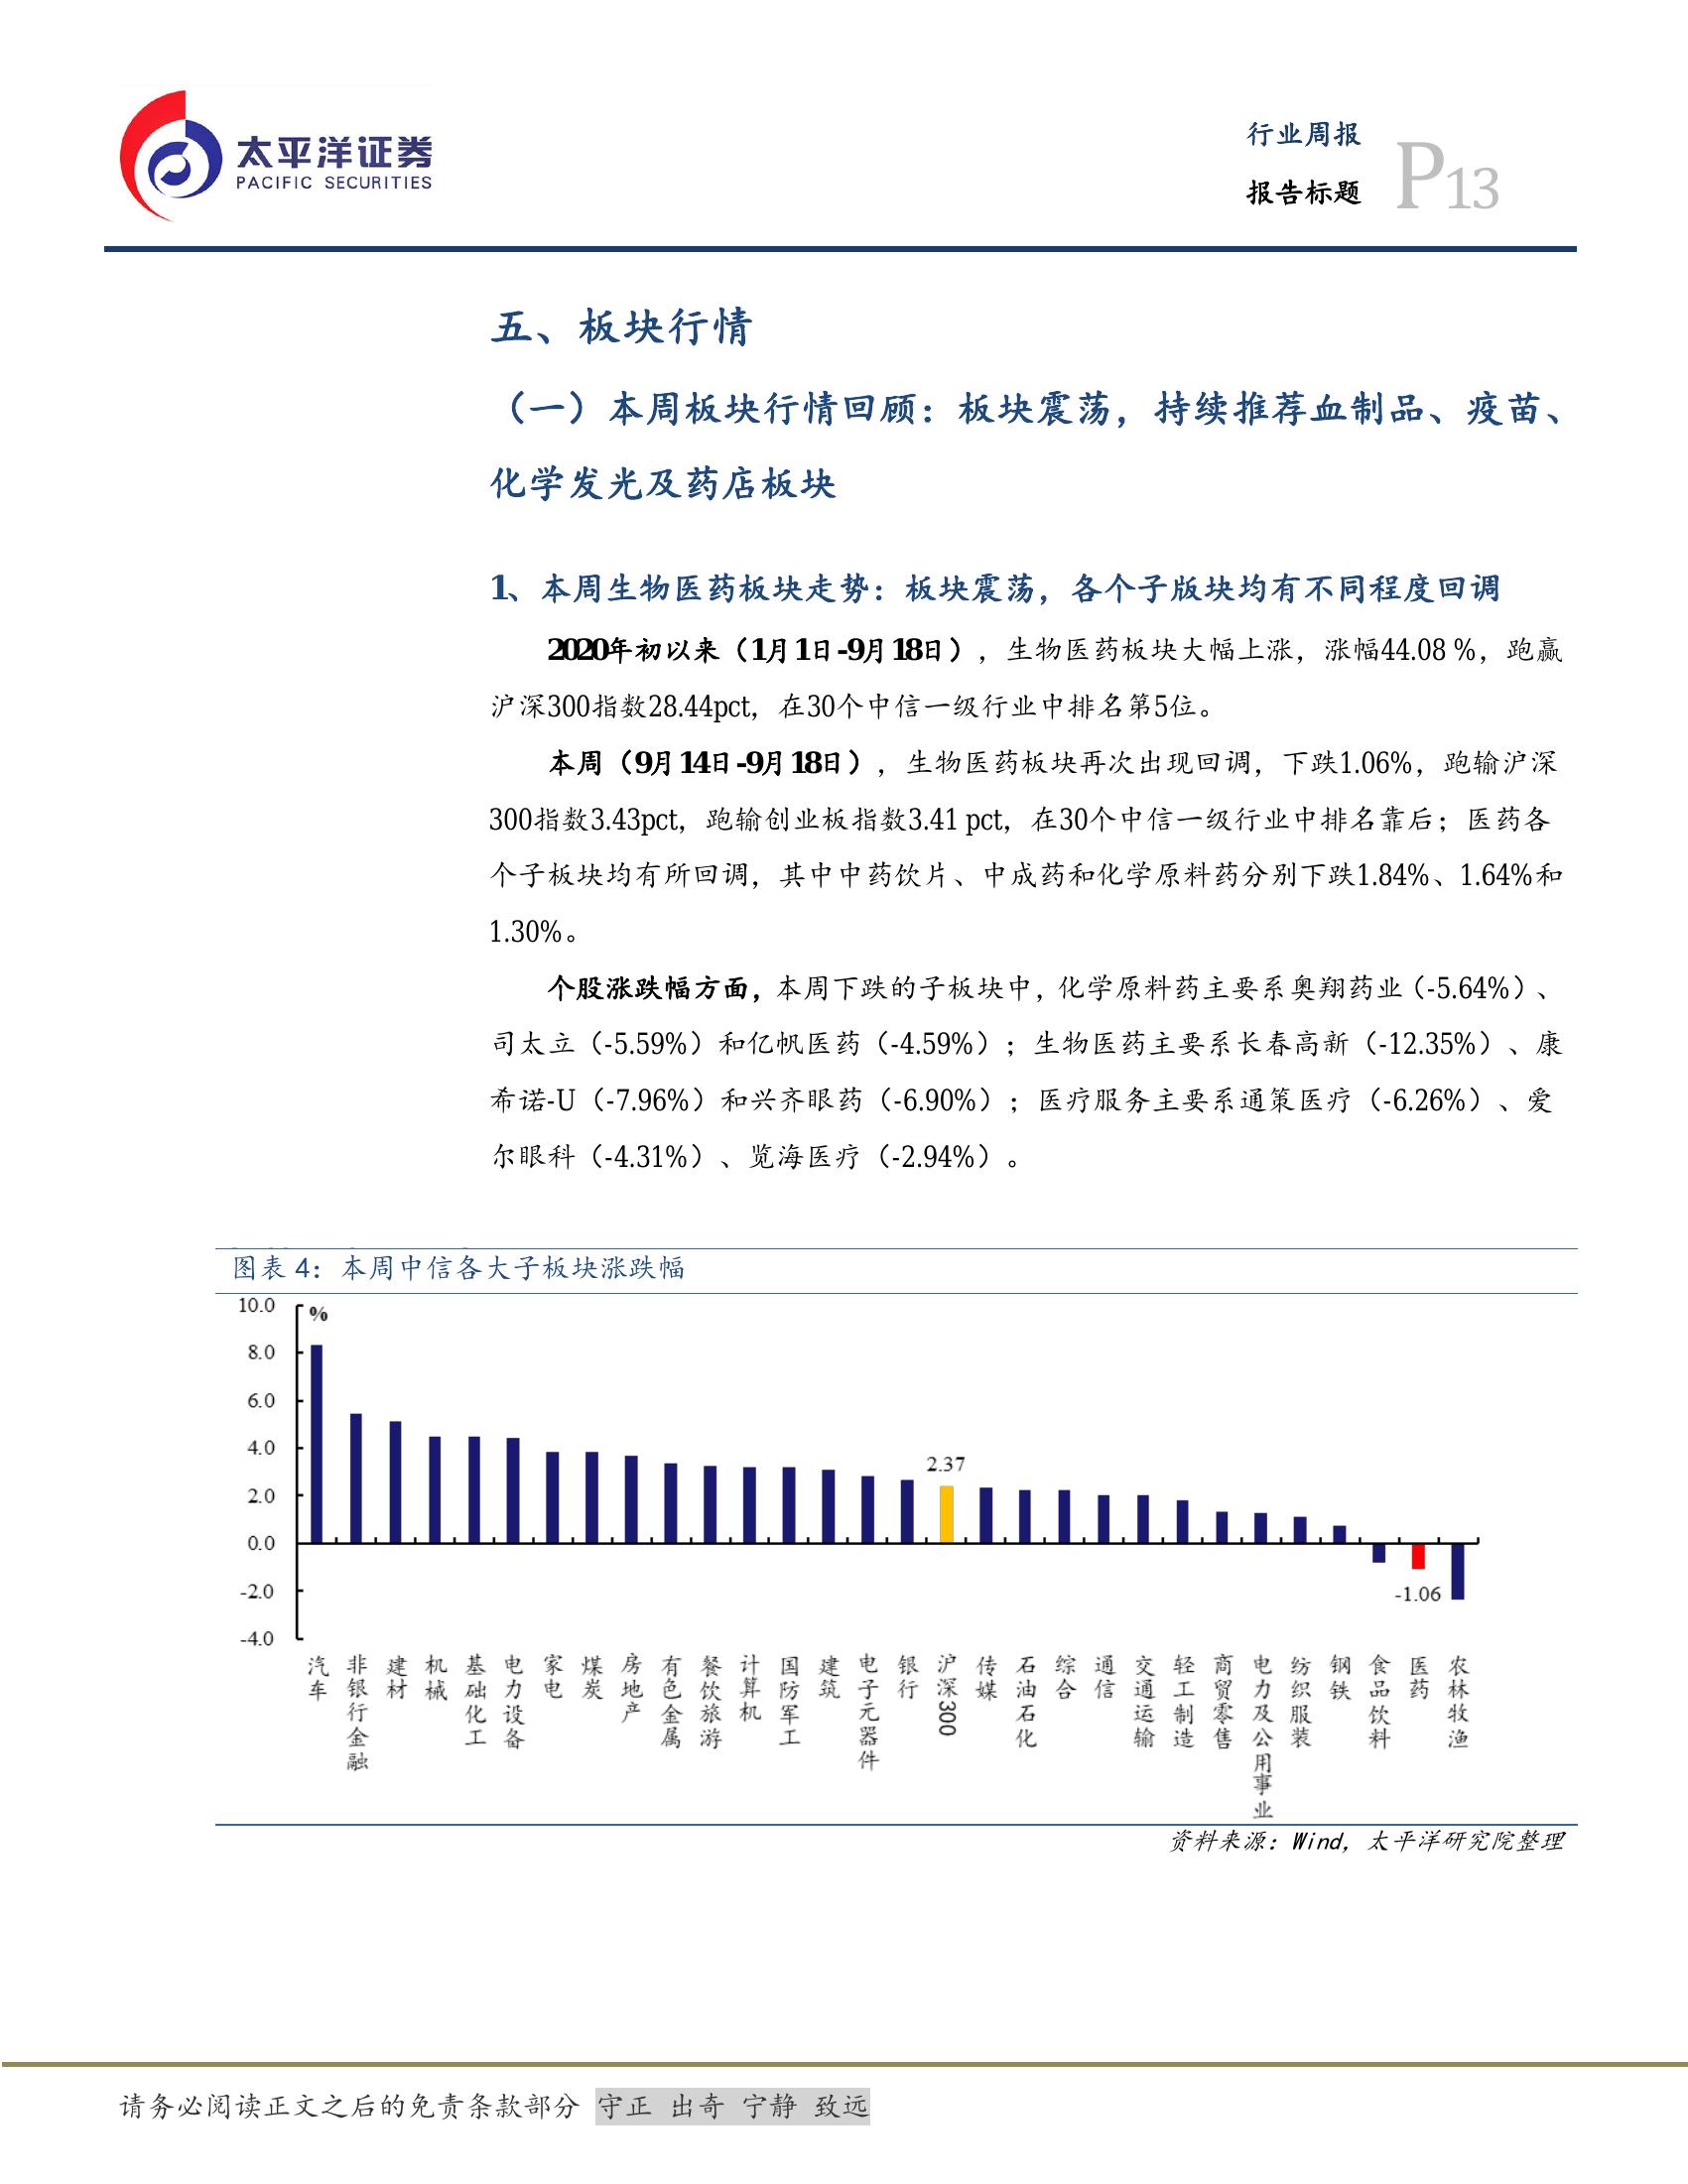 太平洋证券
PACIFIC SECURITIES
行业周报
报告标题
P13
五、板块行情
（一）本周板块行情回顾：板块震荡，持续推荐血制品、疫苗、
化学发光及药店板块
1、本周生物医药板块走势：板块震荡，各个子版块均有不同程度回调
2020年初以来（1月1日-9月18日），生物医药板块大幅上涨，涨幅44.08 %，跑赢
沪深300指数28.44pct，在30个中信一级行业中排名第5位。
本周（9月14日-9月18日），生物医药板块再次出现回调，下跌1.06%，跑输沪深
300指数3.43pct，跑输创业板指数3.41 pct，在30个中信一级行业中排名靠后；医药各
个子板块均有所回调，其中中药饮片、中成药和化学原料药分别下跌1.84%、1.64%和
1.30%。
个股涨跌幅方面，本周下跌的子板块中，化学原料药主要系奥翔药业（-5.64%）、
司太立（-5.59%）和亿帆医药（-4.59%）；生物医药主要系长春高新（-12.35%）、康
希诺-U（-7.96%）和兴齐眼药（-6.90%）；医疗服务主要系通策医疗（-6.26%）、爱
尔眼科（-4.31%）、览海医疗（-2.94%）。
图表 4：本周中信各大子板块涨跌幅
%
10.0
8.0
6.0
4.0
2.0
0.0
-2.0
-4.0
2.37
-1.06
汽车
非银行金融
建材
机械
基础化工
电力设备
家电
煤炭
房地产
有色金属
餐饮旅游
计算机
国防军工
建筑
电子元器件
银行
沪深300
传媒
石油石化
综合
通信
交通运输
轻工制造
商贸零售
电力及公用事业
纺织服装
钢铁
食品饮料
医药
农林牧渔
资料来源：Wind，太平洋研究院整理
请务必阅读正文之后的免责条款部分 守正 出奇 宁静 致远